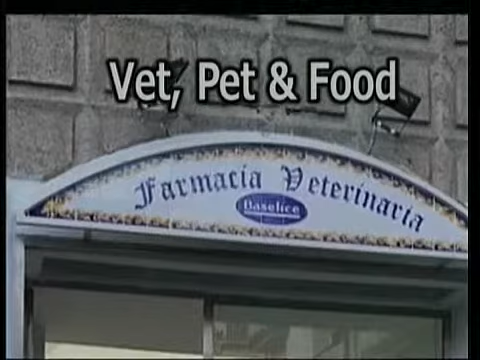 Vet, Pet & Food
Farmacia Veterinaria
Baselice